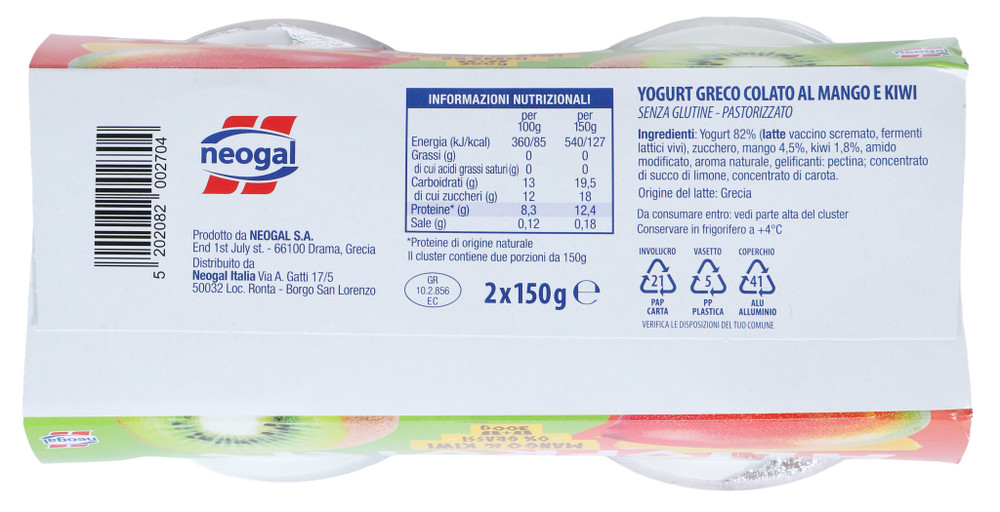 neogal
5 202082 002704
neogal
Prodotto da NEOGAL S.A.
End 1st July st. - 66100 Drama, Grecia
Distribuito da
Neogal Italia Via A. Gatti 17/5
50032 Loc. Ronta - Borgo San Lorenzo
INFORMAZIONI NUTRIZIONALI
per 100g per 150g
Energia (kJ/kcal) 360/85 540/127
Grassi (g) 0 0
di cui acidi grassi saturi (g) 0 0
Carboidrati (g) 13 19,5
di cui zuccheri (g) 12 18
Proteine* (g) 8,3 12,4
Sale (g) 0,12 0,18
*Proteine di origine naturale
Il cluster contiene due porzioni da 150g
GR
10.2.856
EC
2x150g e
YOGURT GRECO COLATO AL MANGO E KIWI
SENZA GLUTINE - PASTORIZZATO
Ingredienti: Yogurt 82% (latte vaccino scremato, fermenti
lattici vivi), zucchero, mango 4,5%, kiwi 1,8%, amido
modificato, aroma naturale, gelificanti: pectina; concentrato
di succo di limone, concentrato di carota.
Origine del latte: Grecia
Da consumare entro: vedi parte alta del cluster
Conservare in frigorifero a +4°C
INVOLUCRO VASETTO COPERCHIO
21 5 41
PAP PP ALU
CARTA PLASTICA ALLUMINIO
VERIFICA LE DISPOSIZIONI DEL TUO COMUNE
neogal
MANGO & KIWI
0% GRASSI
300g